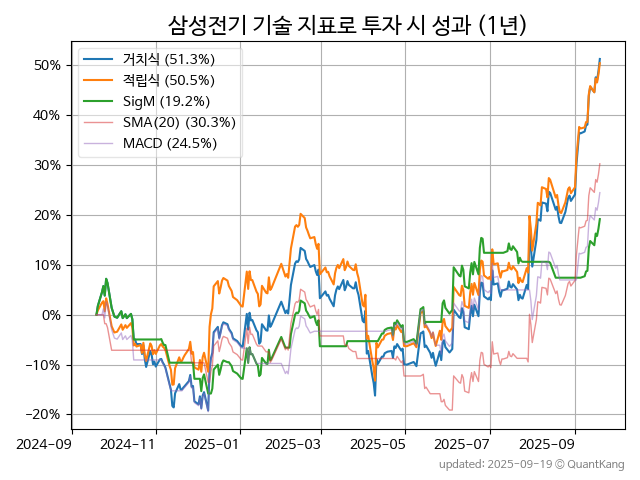 삼성전기 기술 지표로 투자 시 성과 (1년)
거치식 (51.3%)
적립식 (50.5%)
SigM (19.2%)
SMA(20) (30.3%)
MACD (24.5%)
50%
40%
30%
20%
10%
0%
−10%
−20%
2024-09 2024-11 2025-01 2025-03 2025-05 2025-07 2025-09
updated: 2025-09-19 © QuantKang